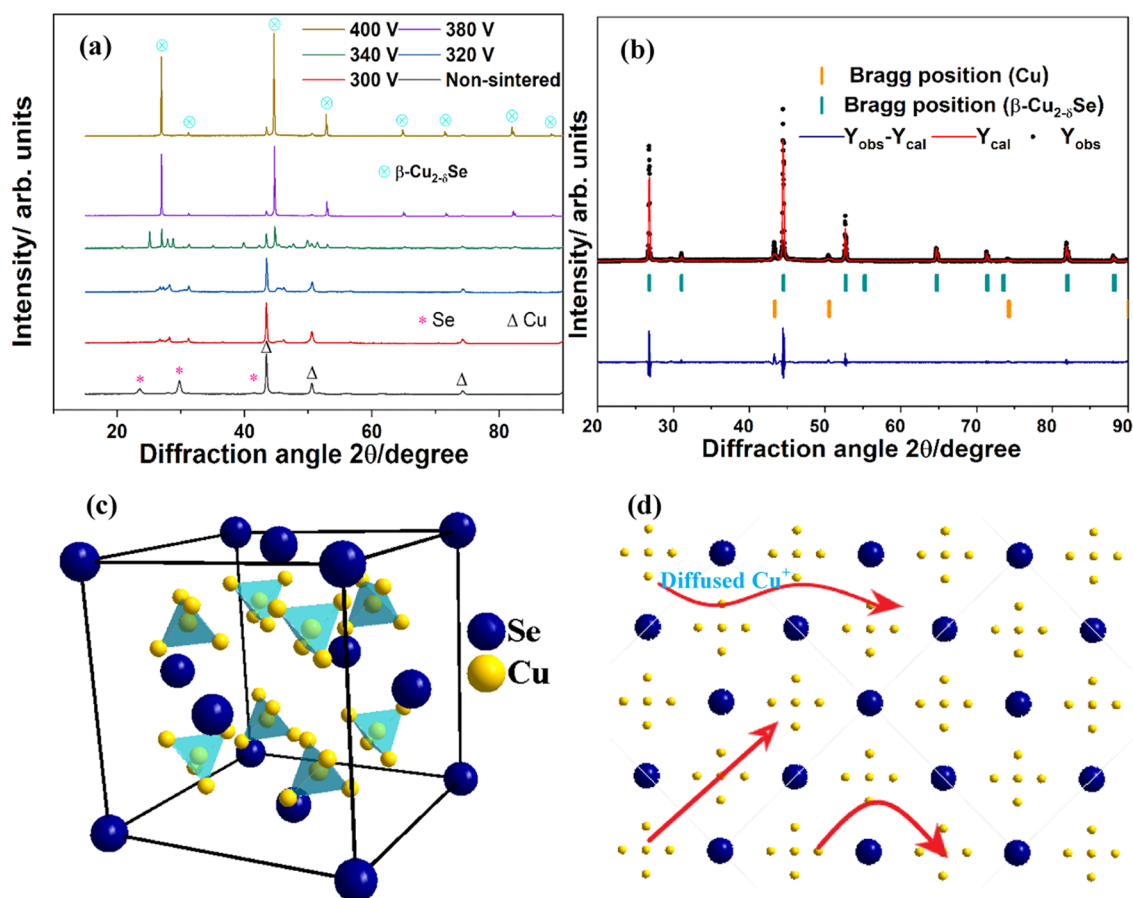 (a)
400 V
380 V
340 V
320 V
300 V
Non-sintered
β-Cu2-δSe
* Se
Δ Cu
Intensity/ arb. units
20
40
60
80
Diffraction angle 2θ/degree
(b)
Bragg position (Cu)
Bragg position (β-Cu2-δSe)
Yobs-Ycal
Ycal
Yobs
Intensity/ arb. units
20
30
40
50
60
70
80
90
Diffraction angle 2θ/degree
(c)
Se
Cu
(d)
Diffused Cu+